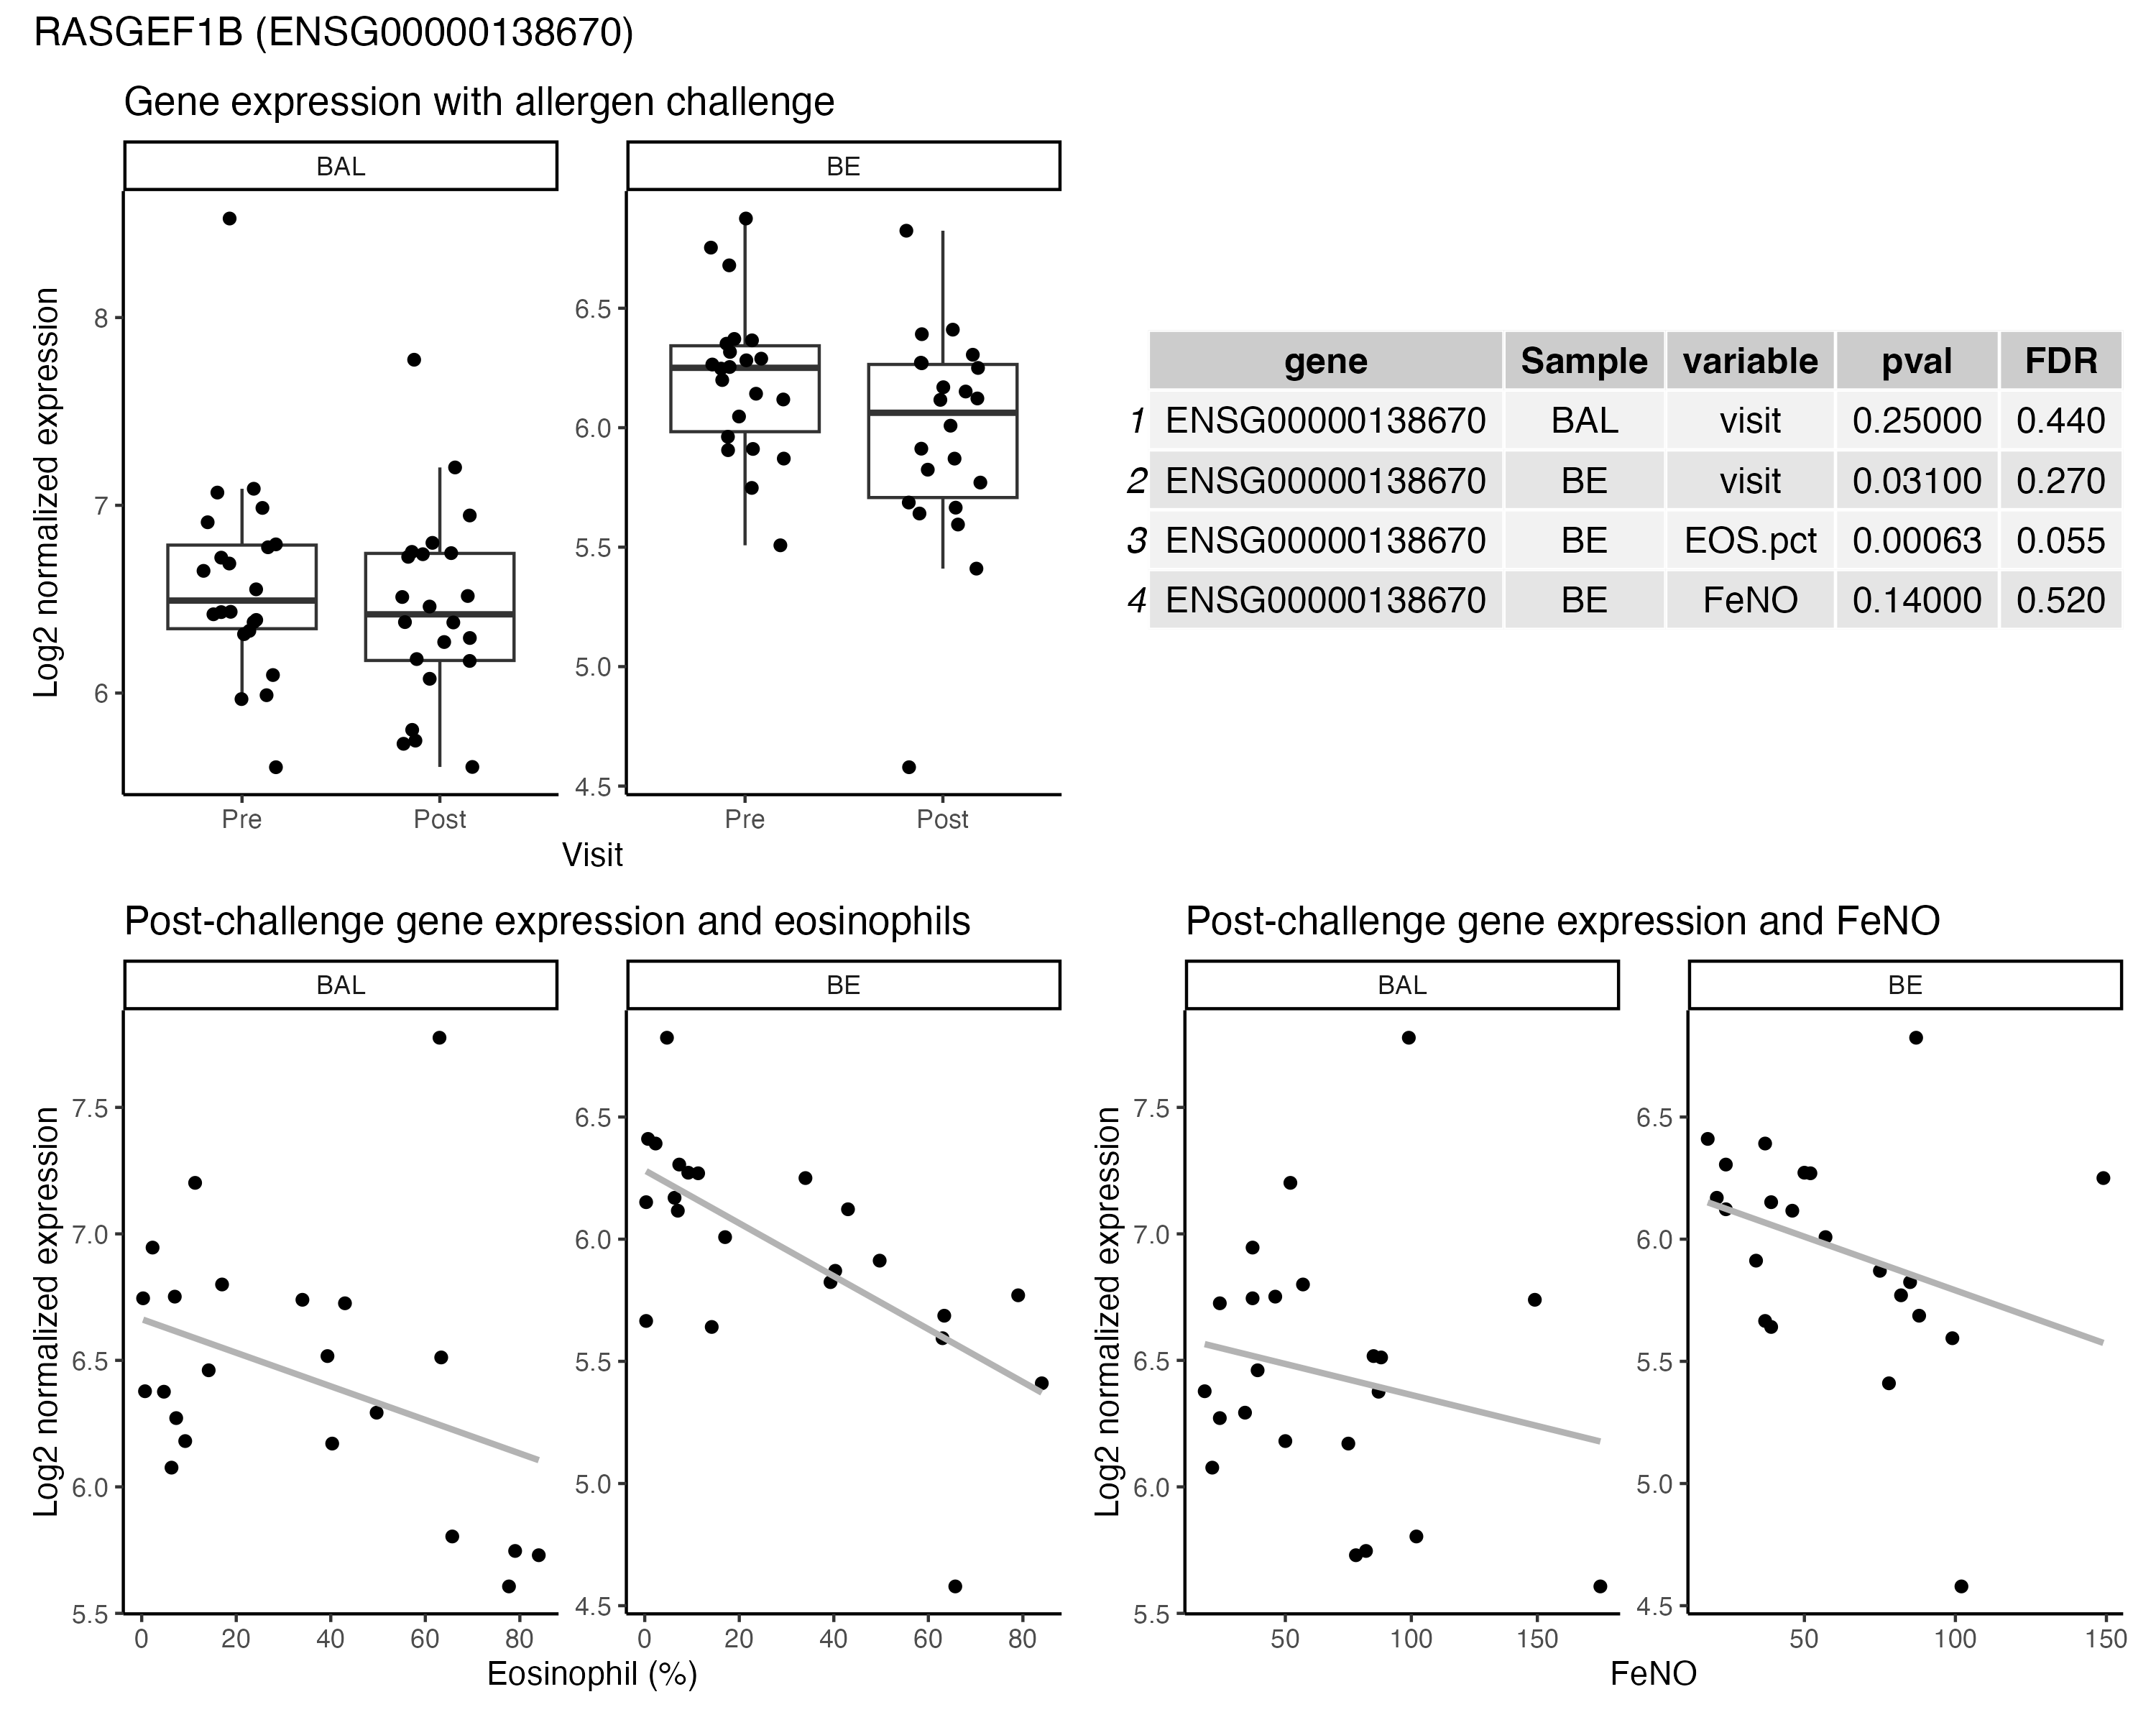 RASGEF1B (ENSG00000138670)
Gene expression with allergen challenge
BAL
BE
Log2 normalized expression
8
7
6
6.5
6.0
5.5
5.0
4.5
Pre
Post
Pre
Post
Visit
gene Sample variable pval FDR
1 ENSG00000138670 BAL visit 0.25000 0.440
2 ENSG00000138670 BE visit 0.03100 0.270
3 ENSG00000138670 BE EOS.pct 0.00063 0.055
4 ENSG00000138670 BE FeNO 0.14000 0.520
Post-challenge gene expression and eosinophils
BAL
BE
Log2 normalized expression
7.5
7.0
6.5
6.0
5.5
6.5
6.0
5.5
5.0
4.5
0 20 40 60 80
0 20 40 60 80
Eosinophil (%)
Post-challenge gene expression and FeNO
BAL
BE
Log2 normalized expression
7.5
7.0
6.5
6.0
5.5
6.5
6.0
5.5
5.0
4.5
50 100 150
50 100 150
FeNO